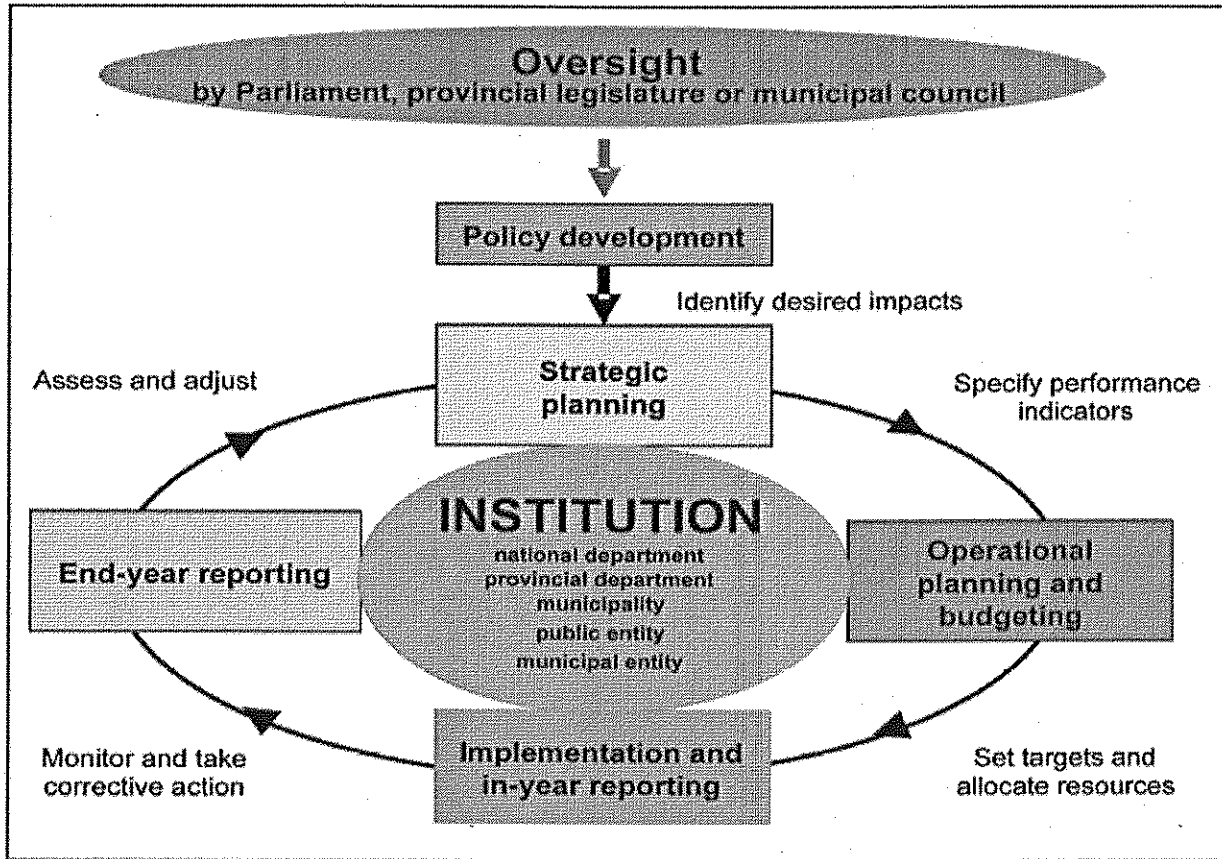 Oversight
by Parliament, provincial legislature or municipal council
Policy development
Identify desired impacts
Strategic
planning
Assess and adjust
Specify performance
indicators
INSTITUTION
national department
provincial department
municipality
public entity
municipal entity
End-year reporting
Operational
planning and
budgeting
Implementation and
in-year reporting
Monitor and take
corrective action
Set targets and
allocate resources